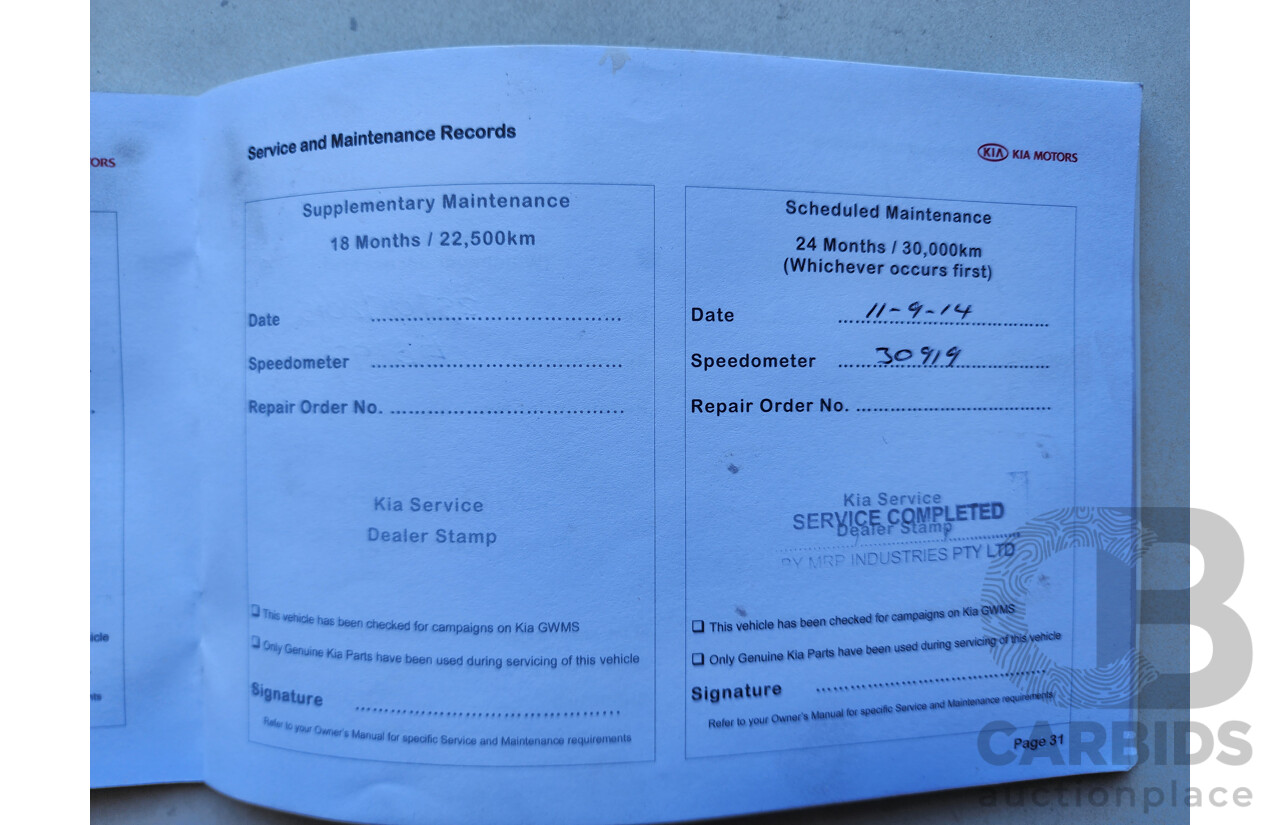 ORS
icle
nts
Service and Maintenance Records
KIA KIA MOTORS
Supplementary Maintenance
18 Months / 22,500km
Date ..........................................
Speedometer ..........................................
Repair Order No. ..........................................
Kia Service
Dealer Stamp
❑ This vehicle has been checked for campaigns on Kia GWMS
❑ Only Genuine Kia Parts have been used during servicing of this vehicle
Signature ..........................................
Refer to your Owner's Manual for specific Service and Maintenance requirements
Scheduled Maintenance
24 Months / 30,000km
(Whichever occurs first)
Date 11-9-14
Speedometer 30919
Repair Order No. ..........................................
Kia Service
SERVICE COMPLETED
Dealer Stamp
BY MRP INDUSTRIES PTY LTD
❑ This vehicle has been checked for campaigns on Kia GWMS
❑ Only Genuine Kia Parts have been used during servicing of this vehicle
Signature ..........................................
Refer to your Owner's Manual for specific Service and Maintenance requirements
Page 31
CB
CARBIDS
auctionplace